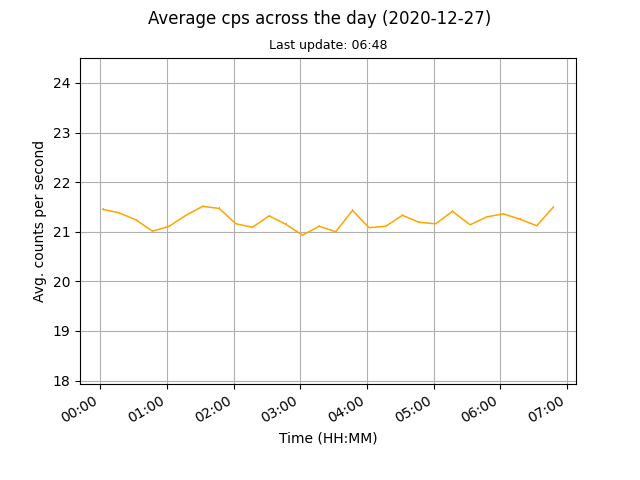 Average cps across the day (2020-12-27)
Last update: 06:48
24
23
22
21
20
19
18
Avg. counts per second
00:00 01:00 02:00 03:00 04:00 05:00 06:00 07:00
Time (HH:MM)